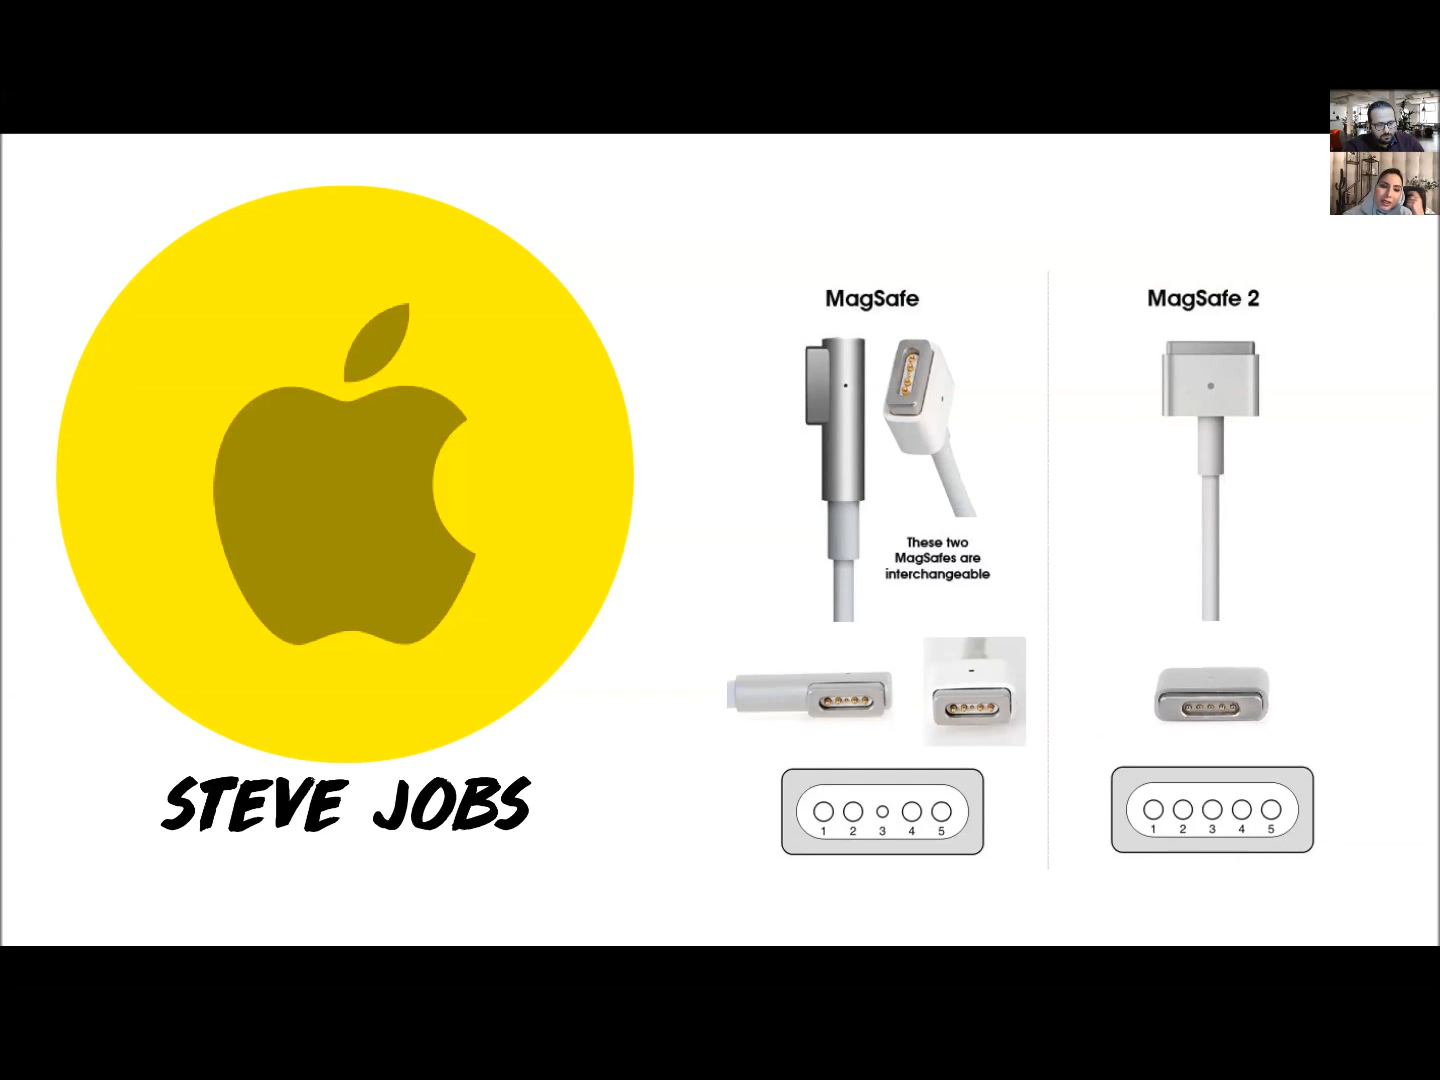 STEVE JOBS
MagSafe
These two
MagSafes are
interchangeable
1 2 3 4 5
MagSafe 2
1 2 3 4 5